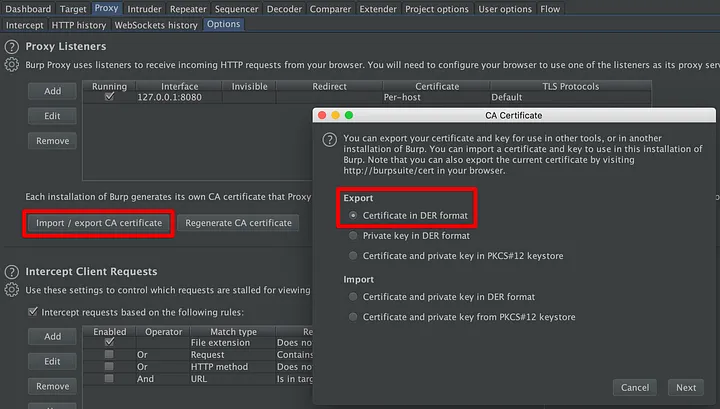 Dashboard Target Proxy Intruder Repeater Sequencer Decoder Comparer Extender Project options User options Flow
Intercept HTTP history WebSockets history Options
? Proxy Listeners
Burp Proxy uses listeners to receive incoming HTTP requests from your browser. You will need to configure your browser to use one of the listeners as its proxy serv
Add
Edit
Remove
Running Interface Invisible Redirect Certificate TLS Protocols
127.0.0.1:8080 Per-host Default
Each installation of Burp generates its own CA certificate that Proxy
Import / export CA certificate Regenerate CA certificate
? Intercept Client Requests
Use these settings to control which requests are stalled for viewing
Intercept requests based on the following rules:
Add
Edit
Remove
Enabled Operator Match type Re
File extension Does no
Or Request Contains
Or HTTP method Does no
And URL Is in targ
CA Certificate
? You can export your certificate and key for use in other tools, or in another
installation of Burp. You can import a certificate and key to use in this installation of
Burp. Note that you can also export the current certificate by visiting
http://burpsuite/cert in your browser.
Export
Certificate in DER format
Private key in DER format
Certificate and private key in PKCS#12 keystore
Import
Certificate and private key in DER format
Certificate and private key from PKCS#12 keystore
Cancel Next